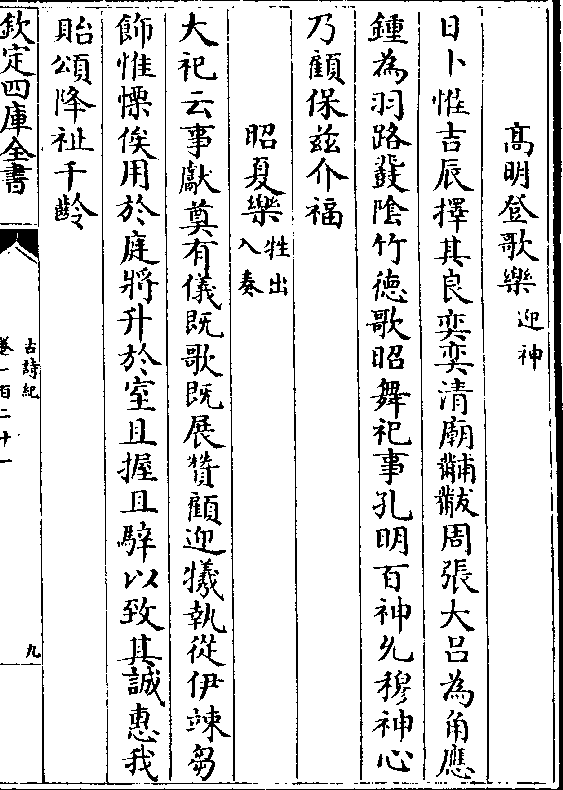 高明登歌樂迎神
日卜惟吉辰擇其良奕奕清廟黼黻周張大吕為角應
鍾為羽路鼗陰竹德歌昭舞祀事孔明百神允穆神心
乃顧保兹介福
昭夏樂牲出入奏
大祀云事獻奠有儀既歌既展贊顧迎犧執從伊竦芻
飾惟慄俟用於庭將升於室且握且騂以致其誠惠我
貽頌降祉千齡
欽定四庫全書
古詩紀
卷一百二十一
九